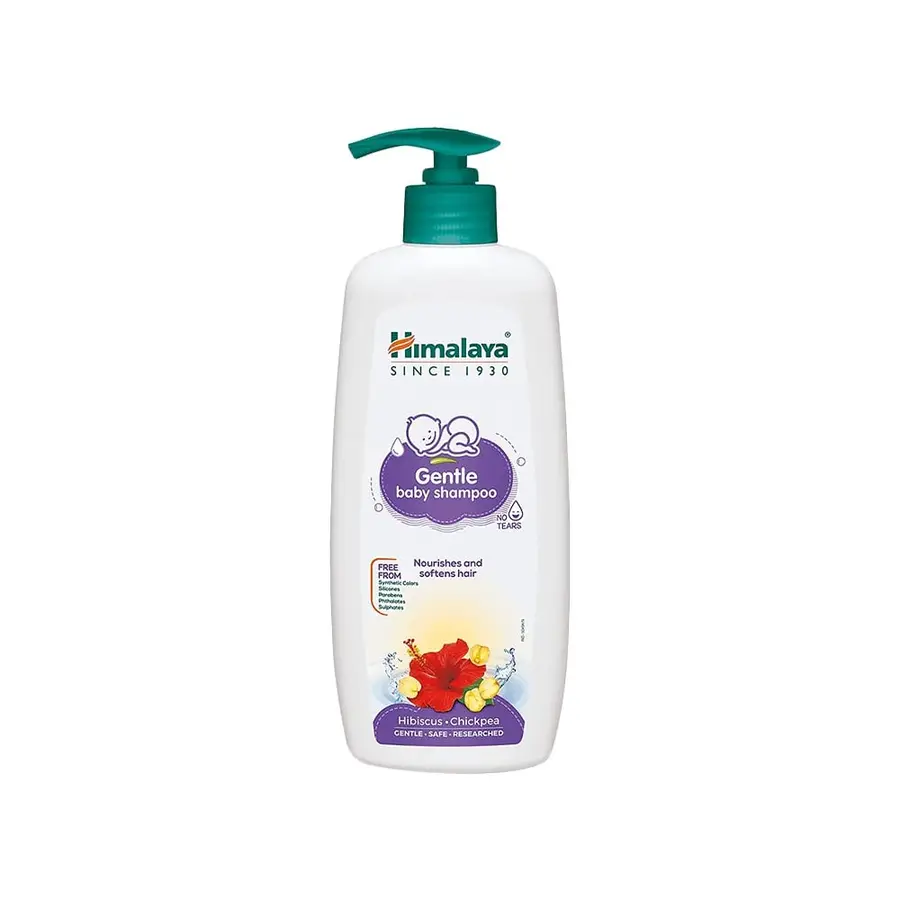 Himalaya®
SINCE 1930
Gentle
baby shampoo
NO
TEARS
Nourishes and
softens hair
FREE
FROM
Synthetic Colors
Silicones
Parabens
Phthalates
Sulphates
Hibiscus • Chickpea
GENTLE • SAFE • RESEARCHED